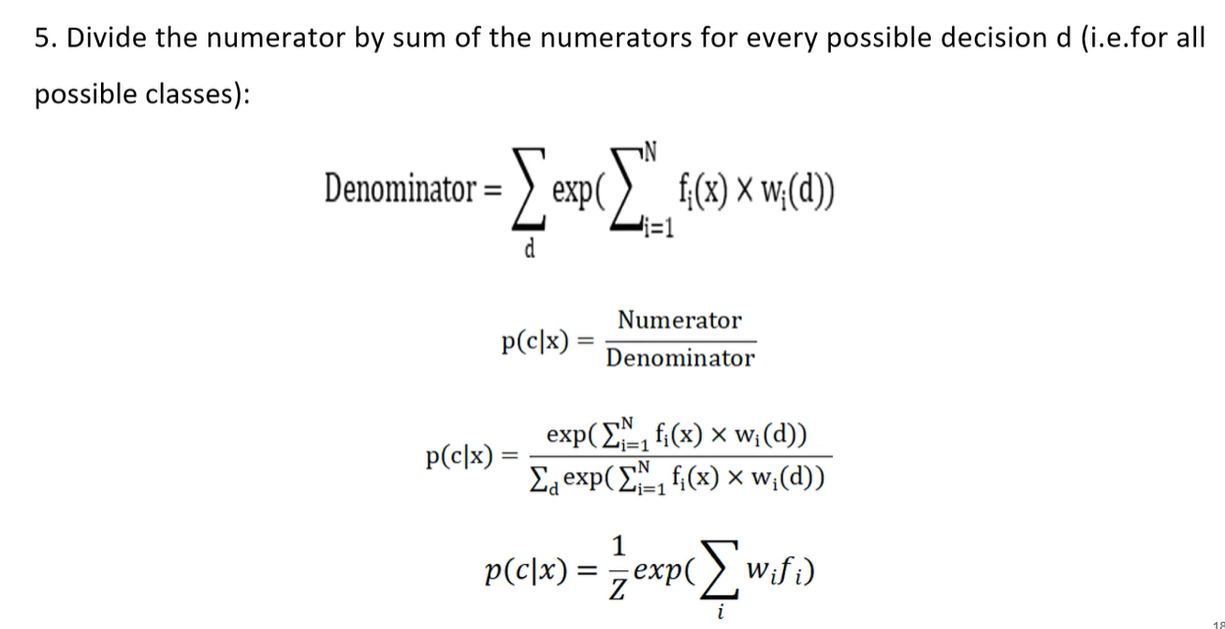 5. Divide the numerator by sum of the numerators for every possible decision d (i.e.for all
possible classes):
Denominator = ∑_d exp(∑_{i=1}^N f_i(x) × w_i(d))
p(c|x) = Numerator / Denominator
p(c|x) = exp(∑_{i=1}^N f_i(x) × w_i(d)) / ∑_d exp(∑_{i=1}^N f_i(x) × w_i(d))
p(c|x) = 1/Z exp(∑_i w_i f_i)
18